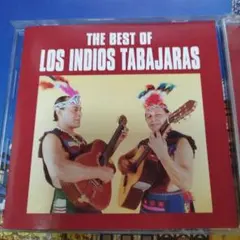 THE BEST OF
LOS INDIOS TABAJARAS